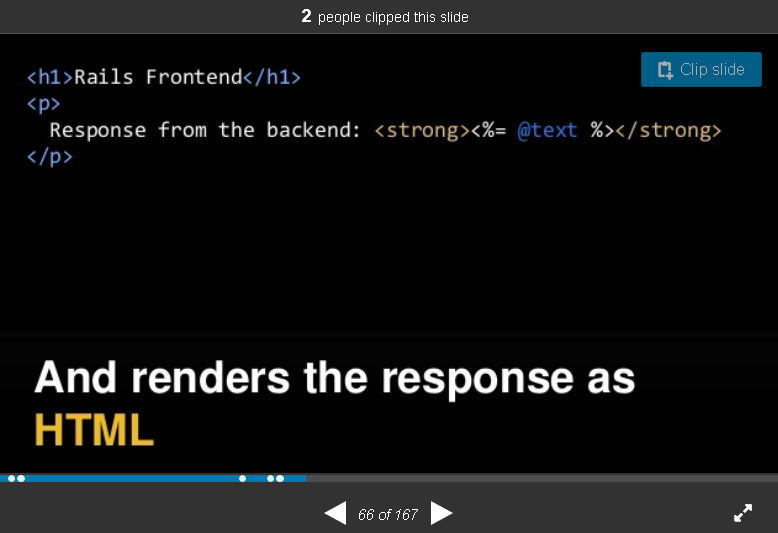 2 people clipped this slide
Clip slide
<h1>Rails Frontend</h1>
<p>
Response from the backend: <strong><%= @text %></strong>
</p>
And renders the response as
HTML
66 of 167